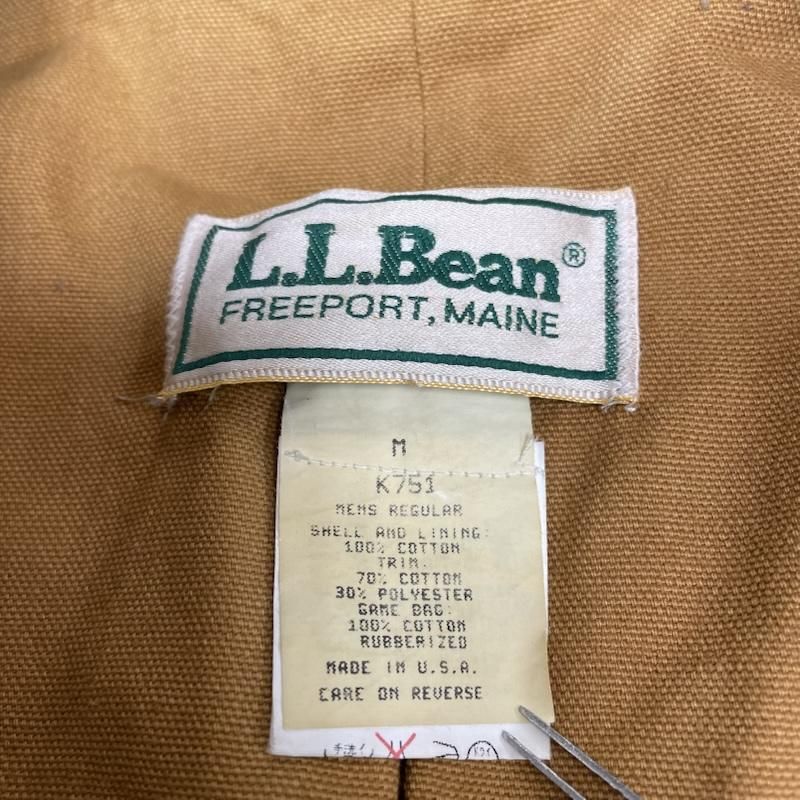 L.L.Bean®
FREEPORT, MAINE
M
K751
MENS REGULAR
SHELL AND LINING:
100% COTTON
TRIM:
70% COTTON
30% POLYESTER
GAME BAG:
100% COTTON
RUBBERIZED
MADE IN U.S.A.
CARE ON REVERSE